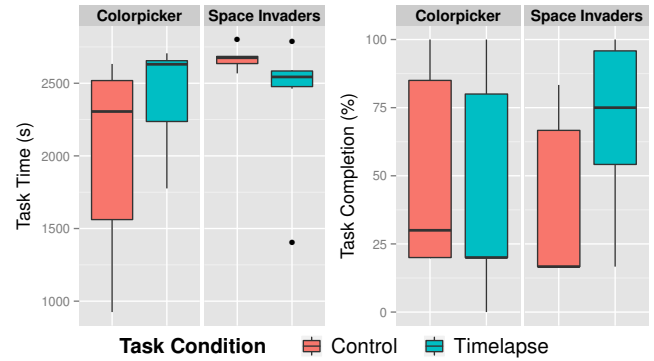 Colorpicker Space Invaders
Task Time (s)
2500
2000
1500
1000
Colorpicker Space Invaders
Task Completion (%)
100
75
50
25
0
Task Condition Control Timelapse